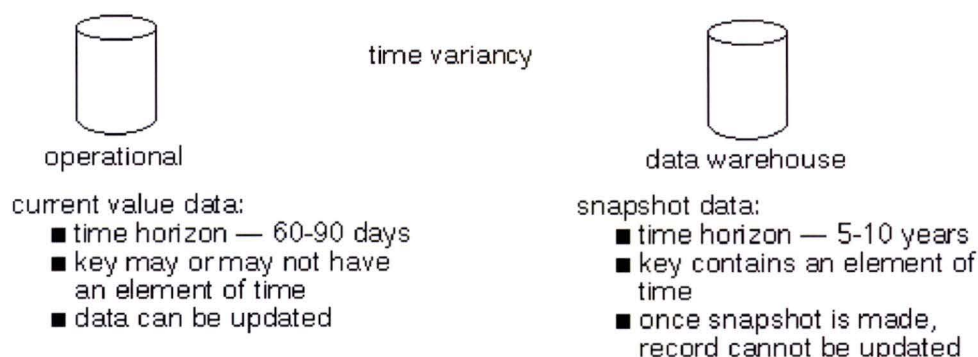 time variancy
operational
data warehouse
current value data:
■ time horizon — 60-90 days
■ key may or may not have
an element of time
■ data can be updated
snapshot data:
■ time horizon — 5-10 years
■ key contains an element of
time
■ once snapshot is made,
record cannot be updated